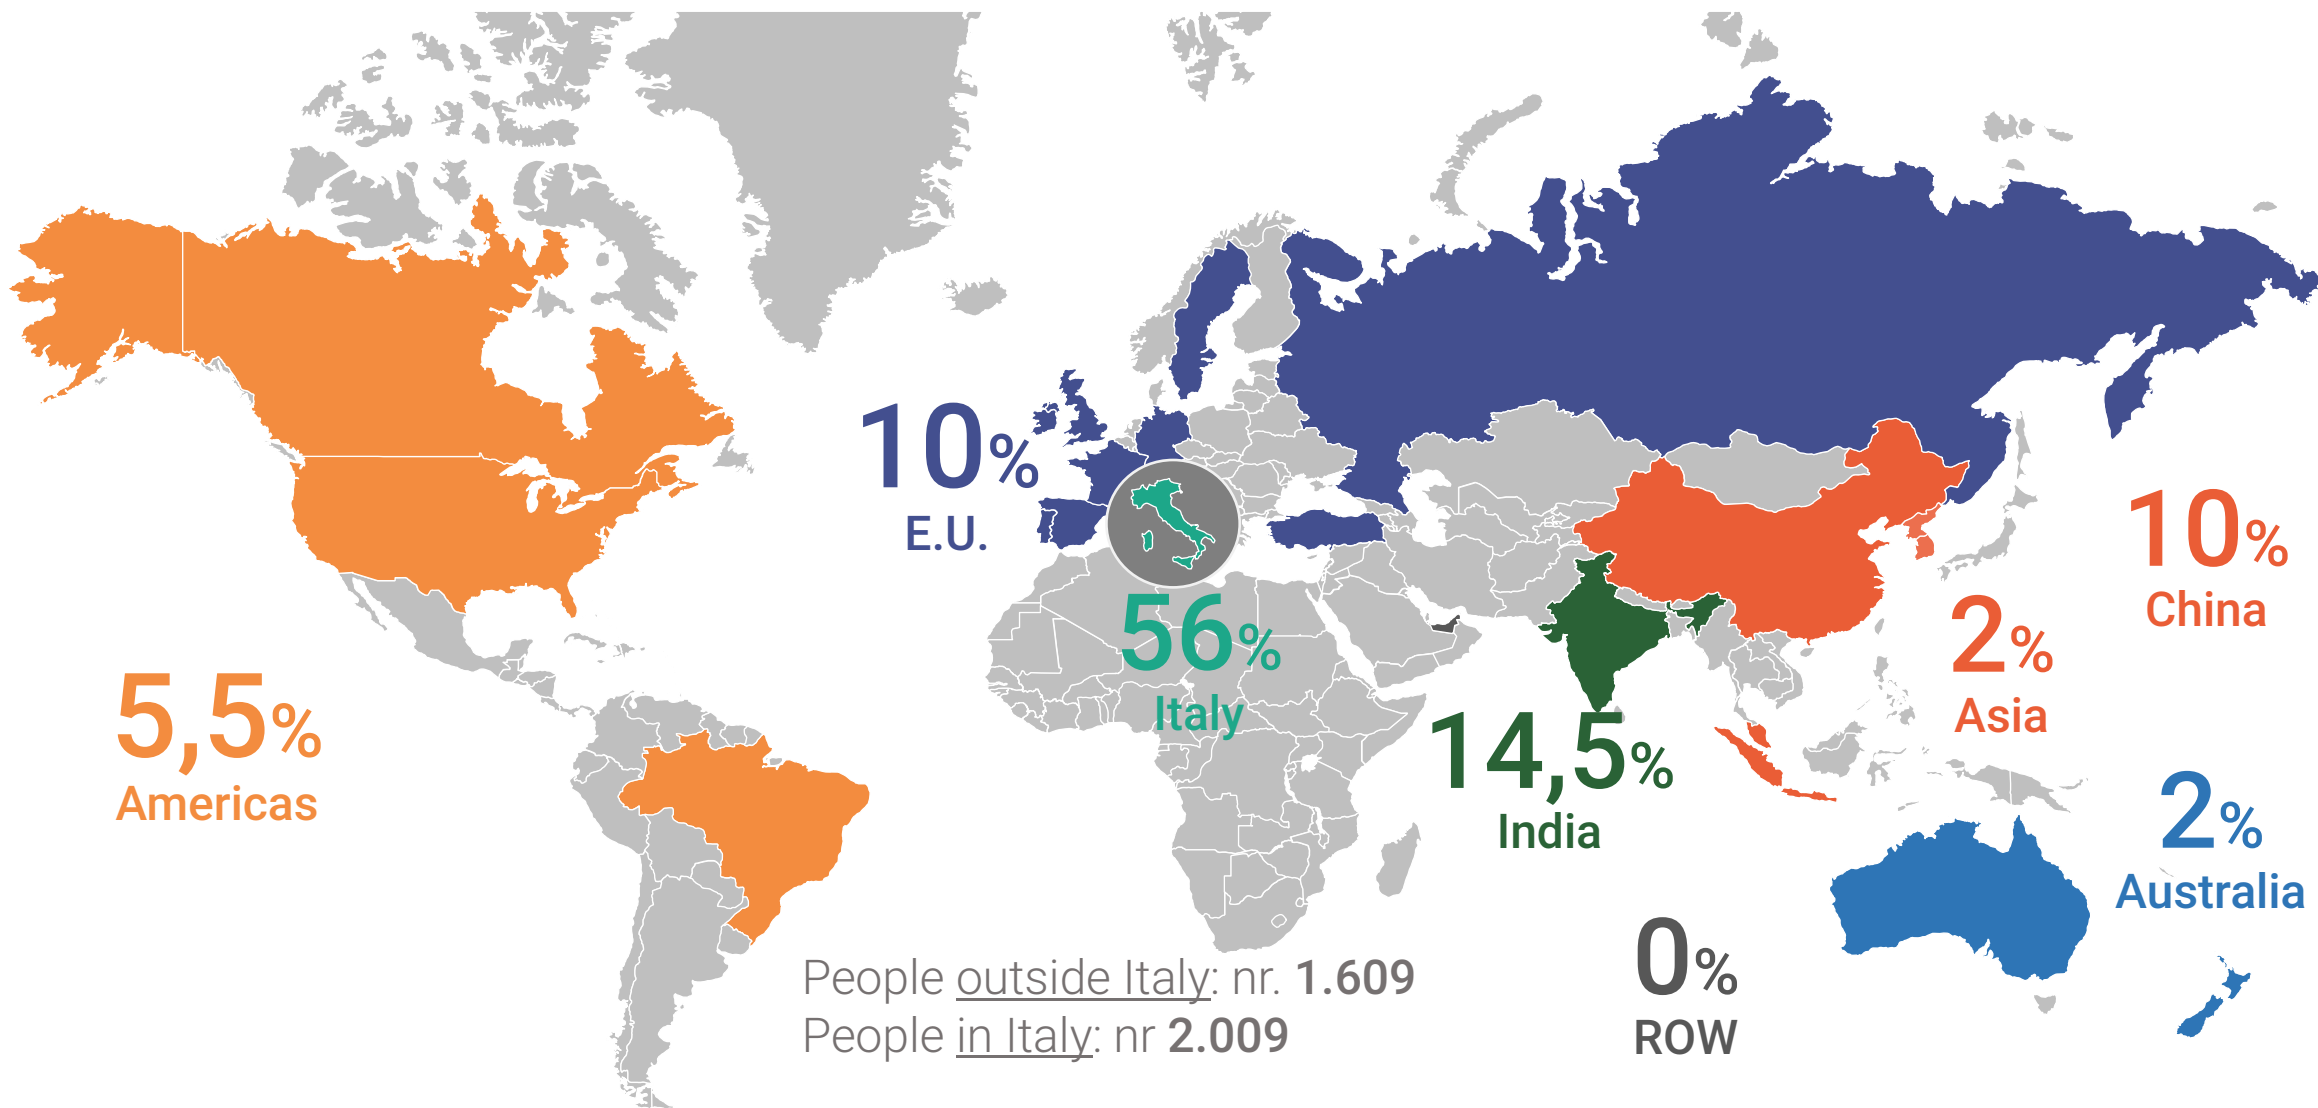 10%
E.U.
10%
China
56%
Italy
2%
Asia
5,5%
Americas
14,5%
India
2%
Australia
0%
ROW
People outside Italy: nr. 1.609
People in Italy: nr 2.009